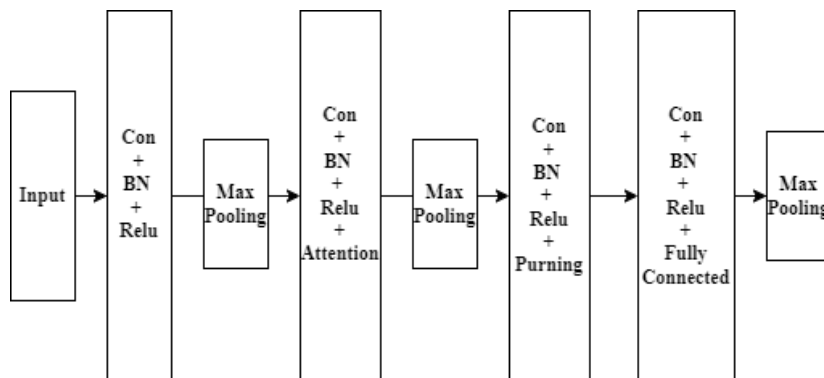 Input
Con
+
BN
+
Relu
Max
Pooling
Con
+
BN
+
Relu
+
Attention
Max
Pooling
Con
+
BN
+
Relu
+
Purning
Con
+
BN
+
Relu
+
Fully
Connected
Max
Pooling